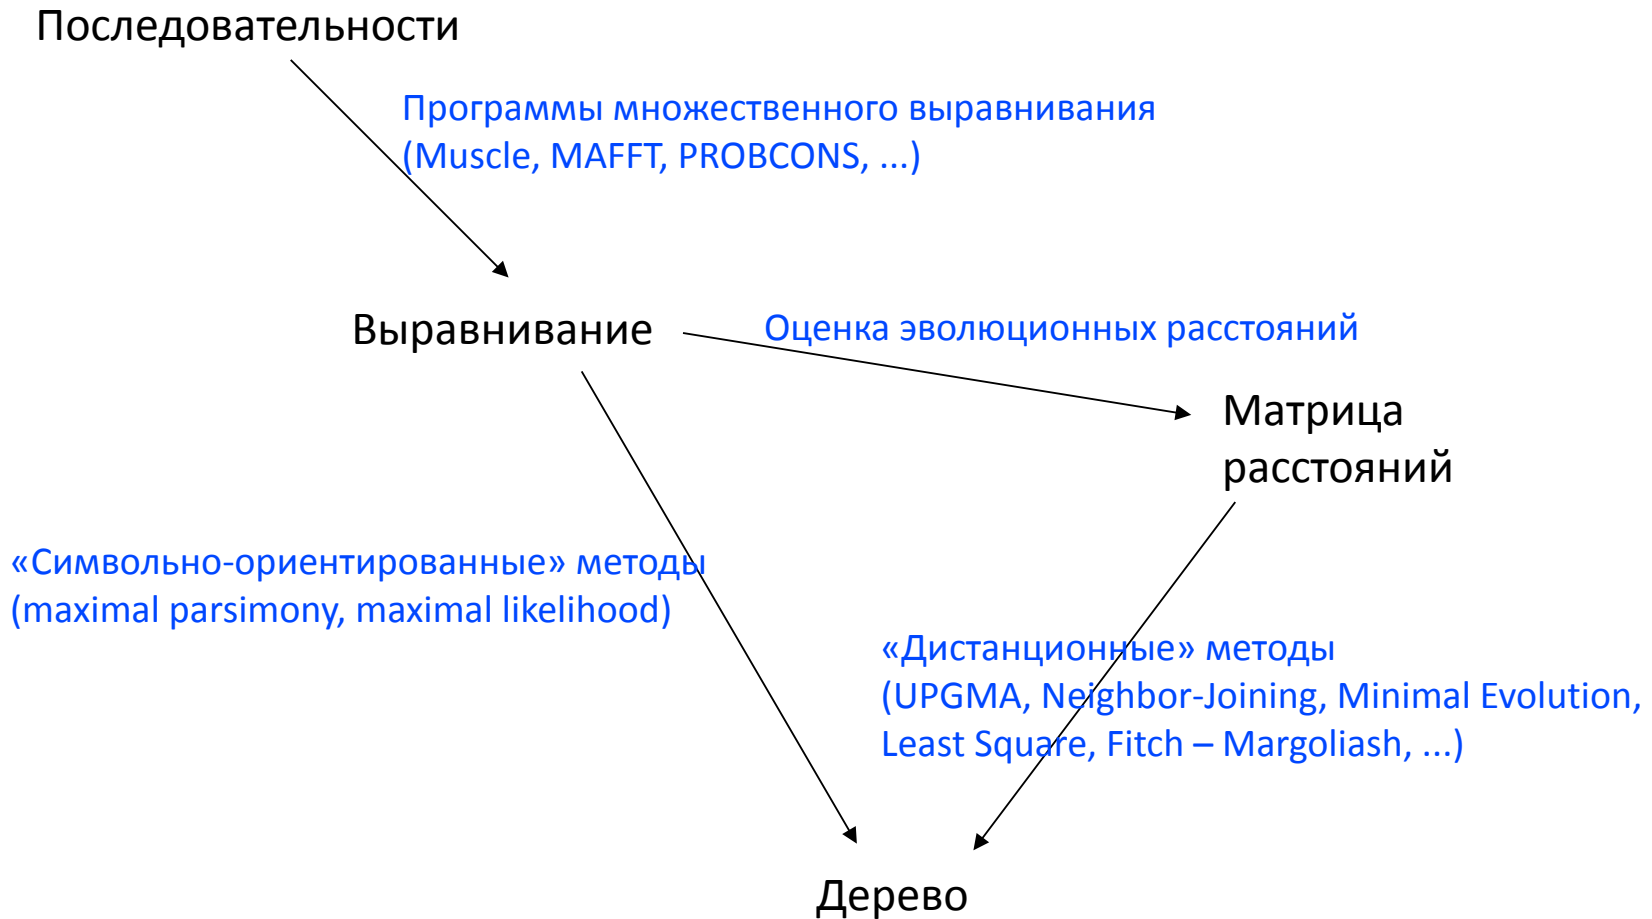 Последовательности
Программы множественного выравнивания
(Muscle, MAFFT, PROBCONS, ...)
Выравнивание
Оценка эволюционных расстояний
Матрица
расстояний
«Символьно-ориентированные» методы
(maximal parsimony, maximal likelihood)
«Дистанционные» методы
(UPGMA, Neighbor-Joining, Minimal Evolution,
Least Square, Fitch – Margoliash, ...)
Дерево